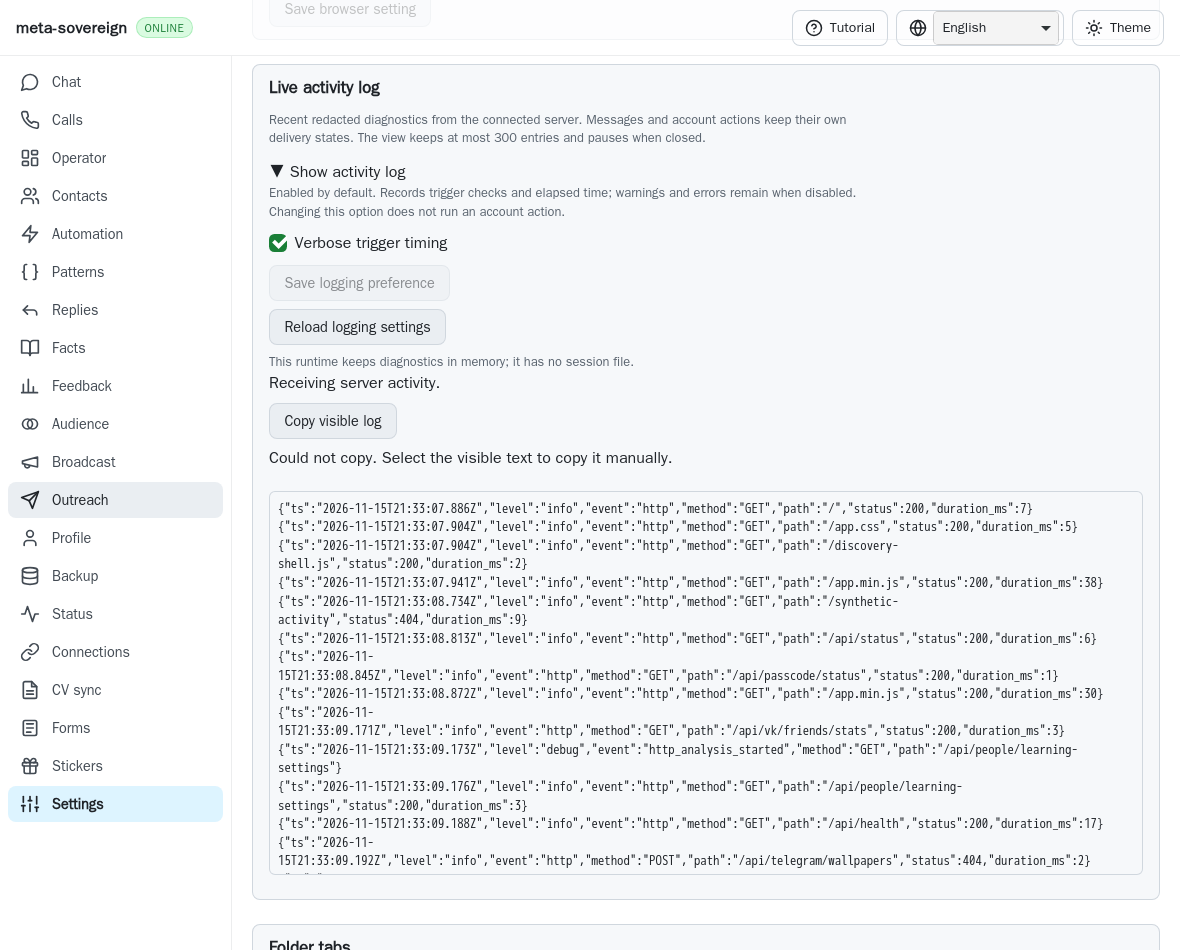 Save browser setting
meta-sovereign
ONLINE
Tutorial
English
Theme
Chat
Calls
Operator
Contacts
Automation
Patterns
Replies
Facts
Feedback
Audience
Broadcast
Outreach
Profile
Backup
Status
Connections
CV sync
Forms
Stickers
Settings
Live activity log
Recent redacted diagnostics from the connected server. Messages and account actions keep their own
delivery states. The view keeps at most 300 entries and pauses when closed.
▼ Show activity log
Enabled by default. Records trigger checks and elapsed time; warnings and errors remain when disabled.
Changing this option does not run an account action.
Verbose trigger timing
Save logging preference
Reload logging settings
This runtime keeps diagnostics in memory; it has no session file.
Receiving server activity.
Copy visible log
Could not copy. Select the visible text to copy it manually.
{"ts":"2026-11-15T21:33:07.886Z","level":"info","event":"http","method":"GET","path":"/","status":200,"duration_ms":7}
{"ts":"2026-11-15T21:33:07.904Z","level":"info","event":"http","method":"GET","path":"/app.css","status":200,"duration_ms":5}
{"ts":"2026-11-15T21:33:07.904Z","level":"info","event":"http","method":"GET","path":"/discovery-
shell.js","status":200,"duration_ms":2}
{"ts":"2026-11-15T21:33:07.941Z","level":"info","event":"http","method":"GET","path":"/app.min.js","status":200,"duration_ms":38}
{"ts":"2026-11-15T21:33:08.734Z","level":"info","event":"http","method":"GET","path":"/synthetic-
activity","status":404,"duration_ms":9}
{"ts":"2026-11-15T21:33:08.813Z","level":"info","event":"http","method":"GET","path":"/api/status","status":200,"duration_ms":6}
{"ts":"2026-11-
15T21:33:08.845Z","level":"info","event":"http","method":"GET","path":"/api/passcode/status","status":200,"duration_ms":1}
{"ts":"2026-11-15T21:33:08.872Z","level":"info","event":"http","method":"GET","path":"/app.min.js","status":200,"duration_ms":30}
{"ts":"2026-11-
15T21:33:09.171Z","level":"info","event":"http","method":"GET","path":"/api/vk/friends/stats","status":200,"duration_ms":3}
{"ts":"2026-11-15T21:33:09.173Z","level":"debug","event":"http_analysis_started","method":"GET","path":"/api/people/learning-
settings"}
{"ts":"2026-11-15T21:33:09.176Z","level":"info","event":"http","method":"GET","path":"/api/people/learning-
settings","status":200,"duration_ms":3}
{"ts":"2026-11-15T21:33:09.188Z","level":"info","event":"http","method":"GET","path":"/api/health","status":200,"duration_ms":17}
{"ts":"2026-11-
15T21:33:09.192Z","level":"info","event":"http","method":"POST","path":"/api/telegram/wallpapers","status":404,"duration_ms":2}
Folder tabs